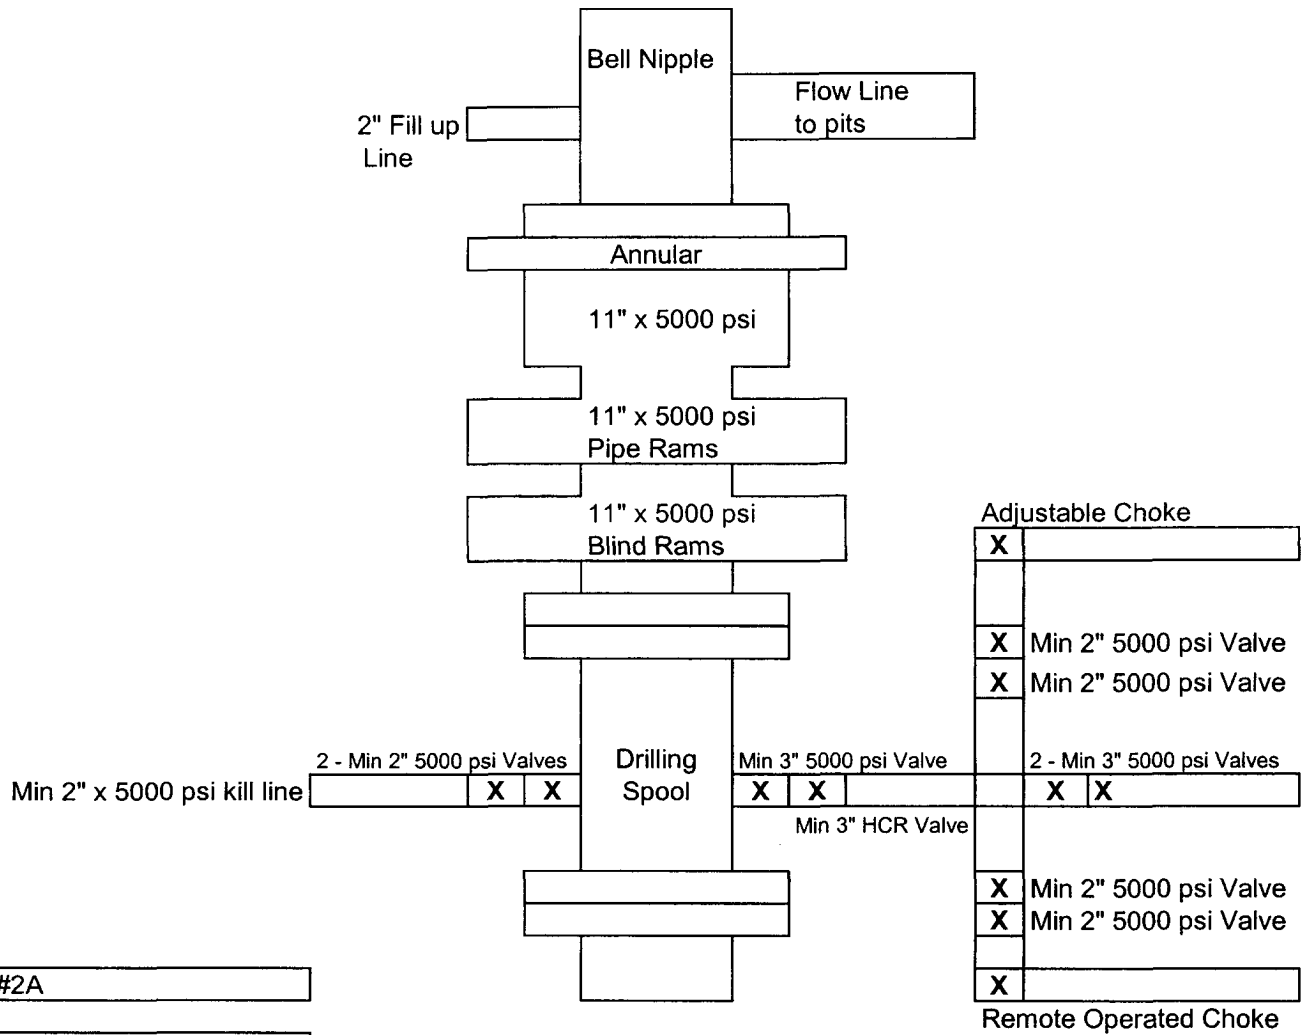 Bell Nipple
Flow Line
to pits
2" Fill up
Line
Annular
11" x 5000 psi
11" x 5000 psi
Pipe Rams
11" x 5000 psi
Blind Rams
Adjustable Choke
X
X Min 2" 5000 psi Valve
X Min 2" 5000 psi Valve
2 - Min 2" 5000 psi Valves
Drilling
Spool
Min 3" 5000 psi Valve
2 - Min 3" 5000 psi Valves
Min 2" x 5000 psi kill line
X X
X X
X X
Min 3" HCR Valve
X Min 2" 5000 psi Valve
X Min 2" 5000 psi Valve
#2A
X
Remote Operated Choke